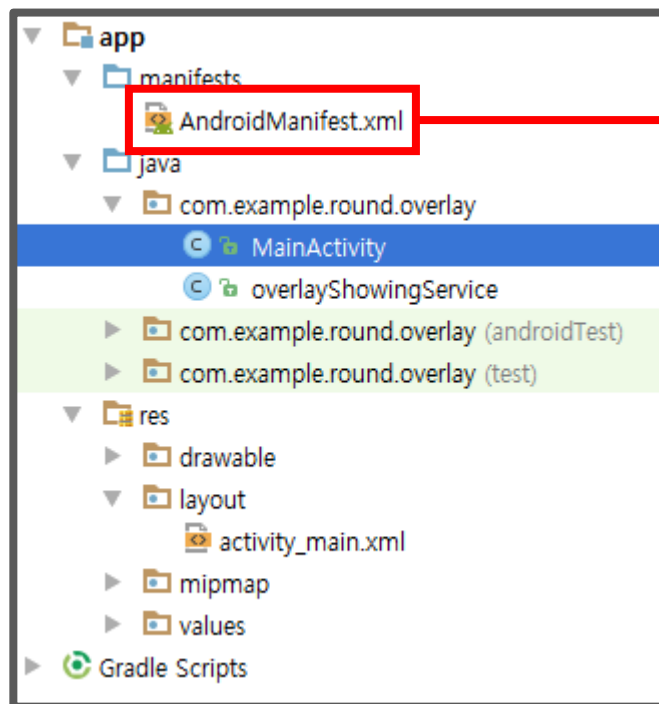 app
manifests
AndroidManifest.xml
java
com.example.round.overlay
MainActivity
overlayShowingService
com.example.round.overlay (androidTest)
com.example.round.overlay (test)
res
drawable
layout
activity_main.xml
mipmap
values
Gradle Scripts